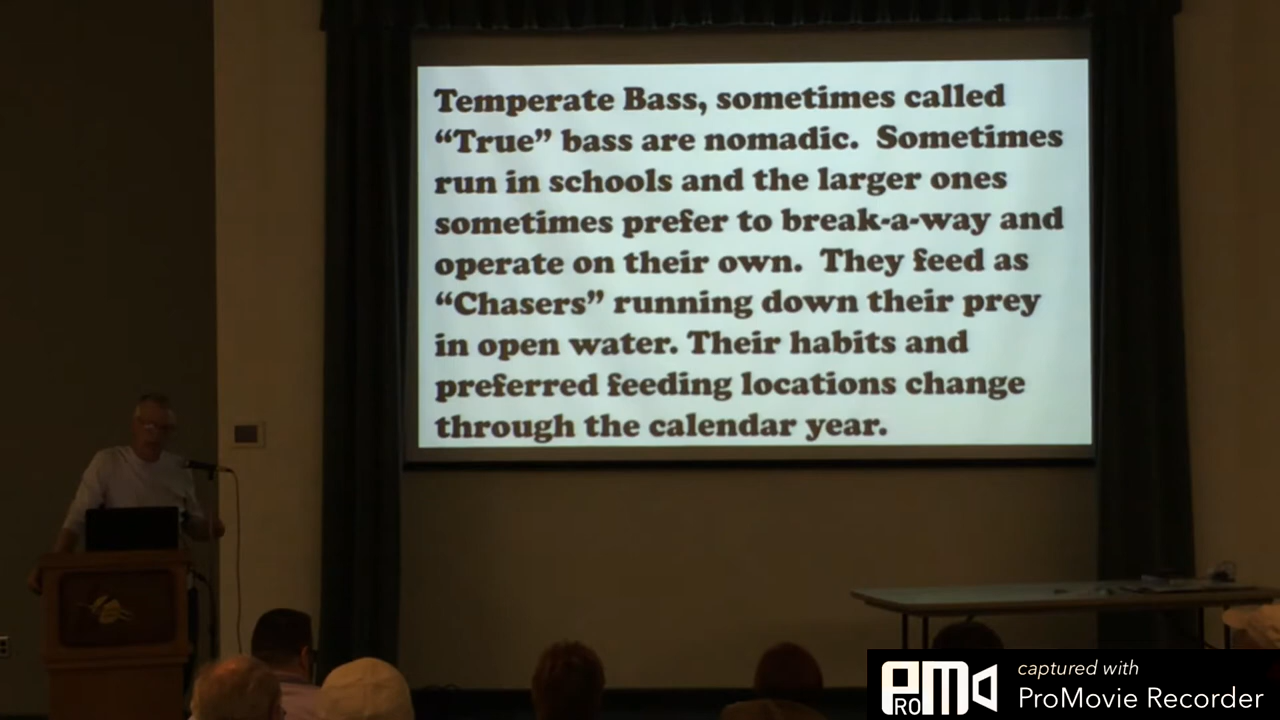 Temperate Bass, sometimes called
“True” bass are nomadic.  Sometimes
run in schools and the larger ones
sometimes prefer to break-a-way and
operate on their own.  They feed as
“Chasers” running down their prey
in open water. Their habits and
preferred feeding locations change
through the calendar year.
PRO M
captured with
ProMovie Recorder